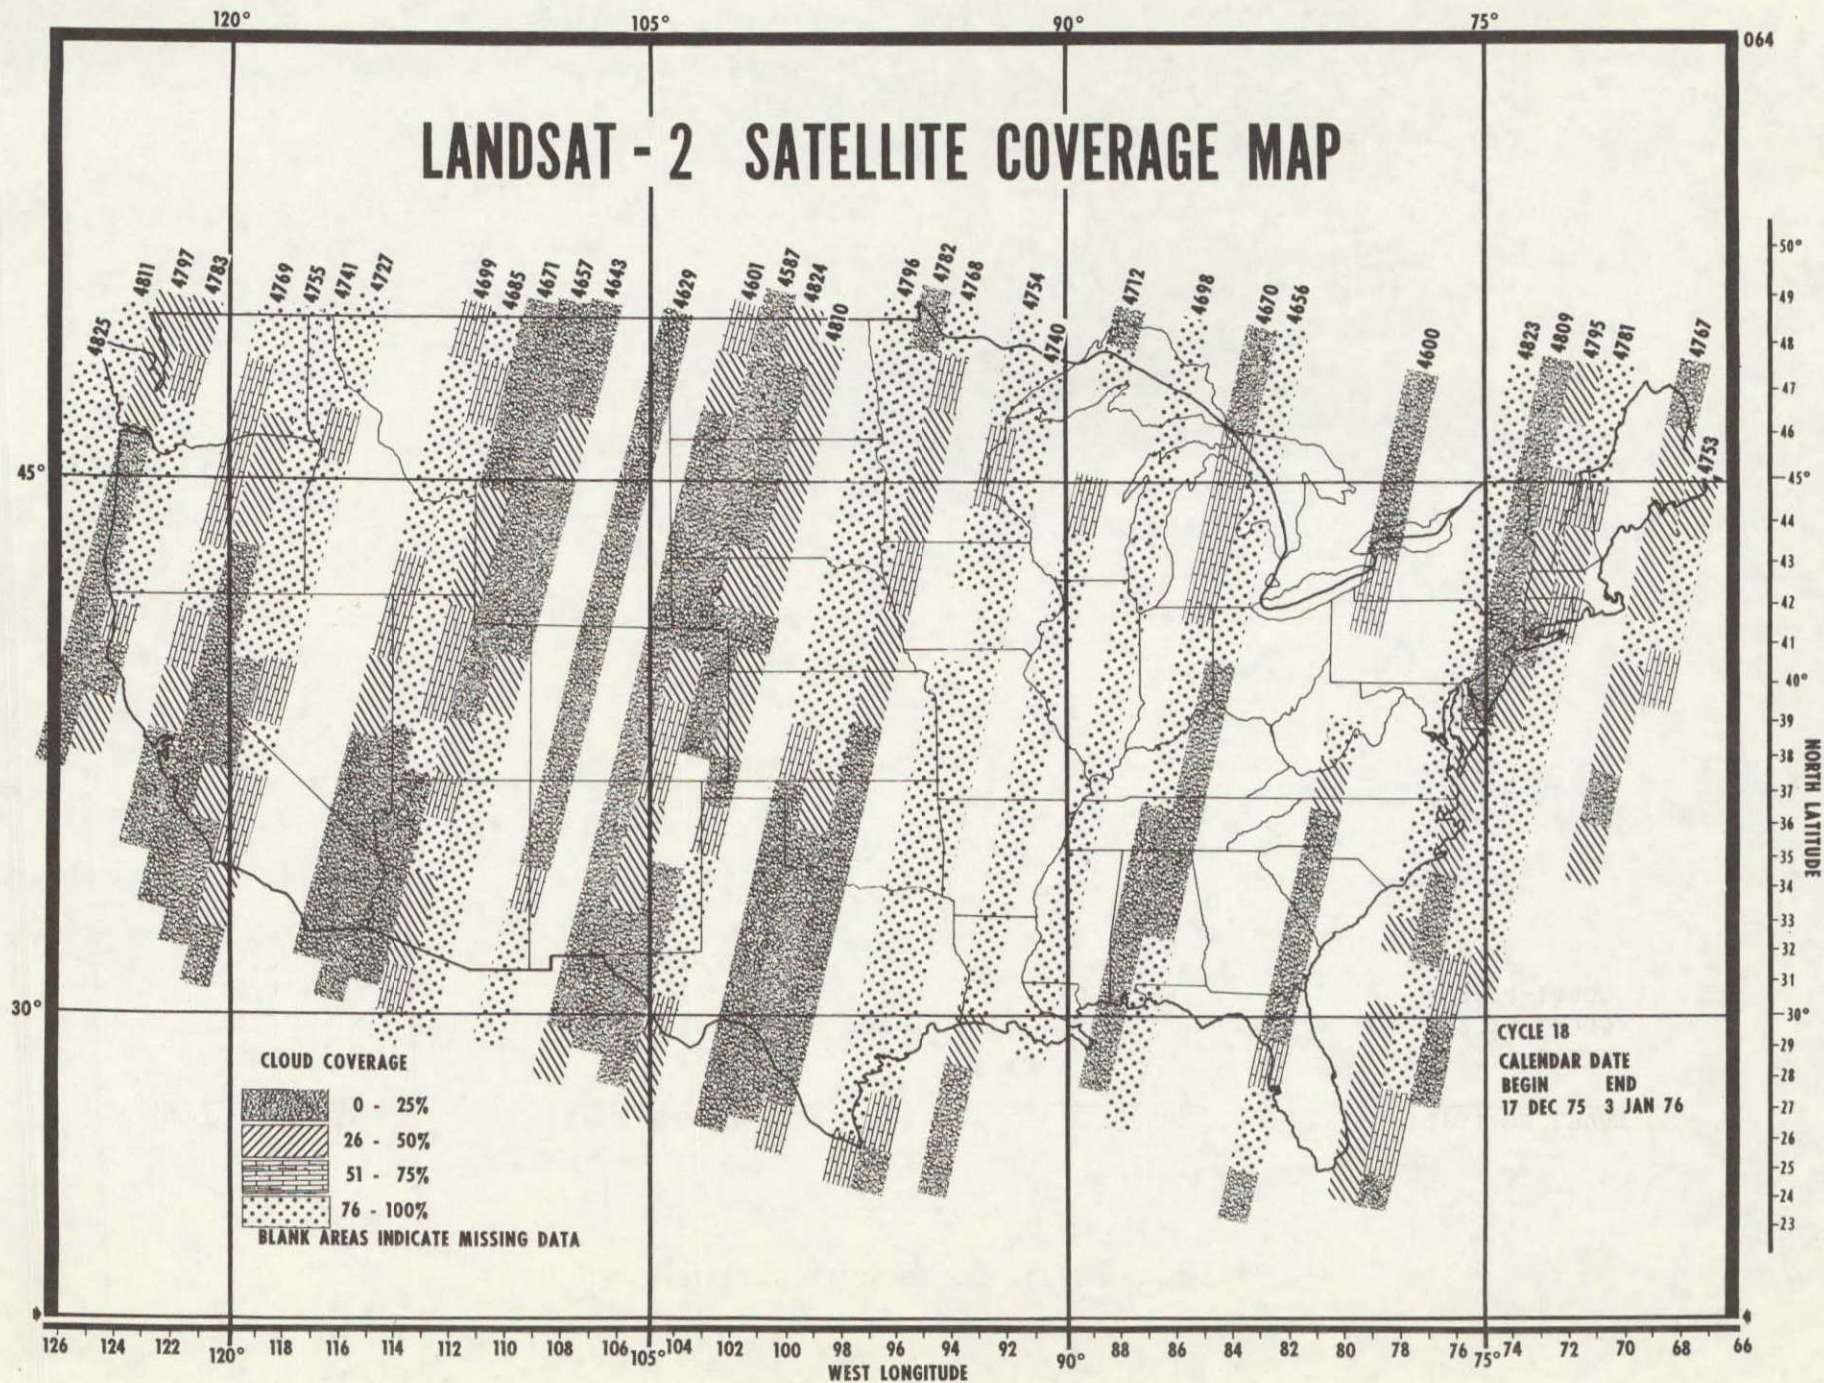 120° 105° 90° 75°
064
LANDSAT - 2 SATELLITE COVERAGE MAP
4825 4811 4797 4783 4769 4755 4741 4727 4699 4685 4671 4657 4643 4629 4601 4587 4824 4810 4796 4782 4768 4754 4740 4712 4698 4670 4656 4600 4823 4809 4795 4781 4767 4753
50°
49
48
47
46
45° 45°
44
43
42
41
40°
39
38
37
36
35
34
33
32
31
30° 30°
29
28
27
26
25
24
23
NORTH LATITUDE
CLOUD COVERAGE
0 - 25%
26 - 50%
51 - 75%
76 - 100%
BLANK AREAS INDICATE MISSING DATA
CYCLE 18
CALENDAR DATE
BEGIN END
17 DEC 75 3 JAN 76
126 124 122 120° 118 116 114 112 110 108 106 105° 104 102 100 98 96 94 92 90° 88 86 84 82 80 78 76 75° 74 72 70 68 66
WEST LONGITUDE